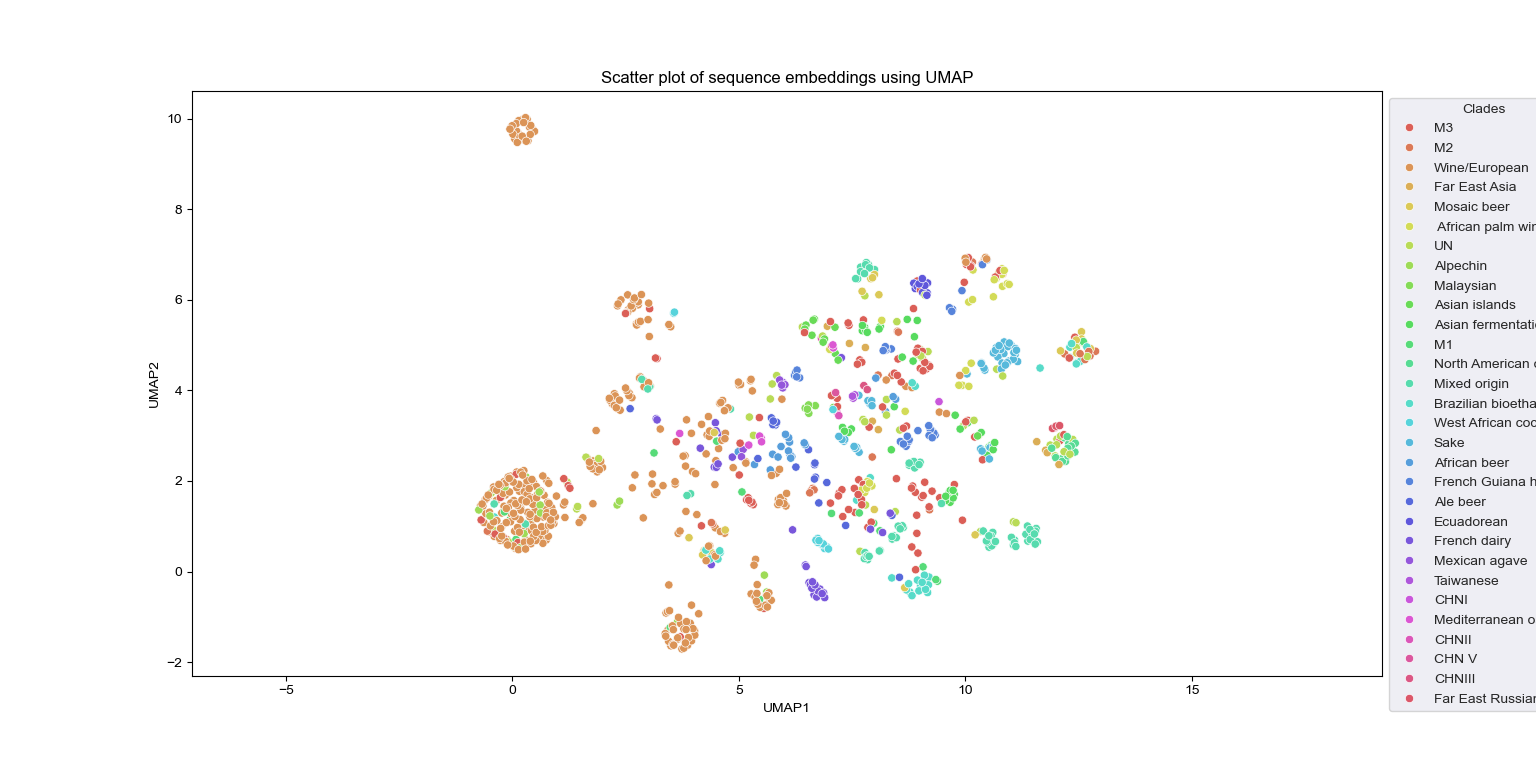 Scatter plot of sequence embeddings using UMAP
10
8
6
4
2
0
−2
UMAP2
−5
0
5
10
15
UMAP1
Clades
M3
M2
Wine/European
Far East Asia
Mosaic beer
African palm wir
UN
Alpechin
Malaysian
Asian islands
Asian fermentati
M1
North American o
Mixed origin
Brazilian bioetha
West African coc
Sake
African beer
French Guiana h
Ale beer
Ecuadorean
French dairy
Mexican agave
Taiwanese
CHNI
Mediterranean o
CHNII
CHN V
CHNIII
Far East Russian